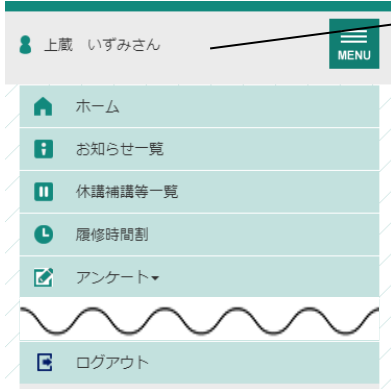 上蔵　いずみさん
MENU
ホーム
お知らせ一覧
休講補講等一覧
履修時間割
アンケート▾
ログアウト